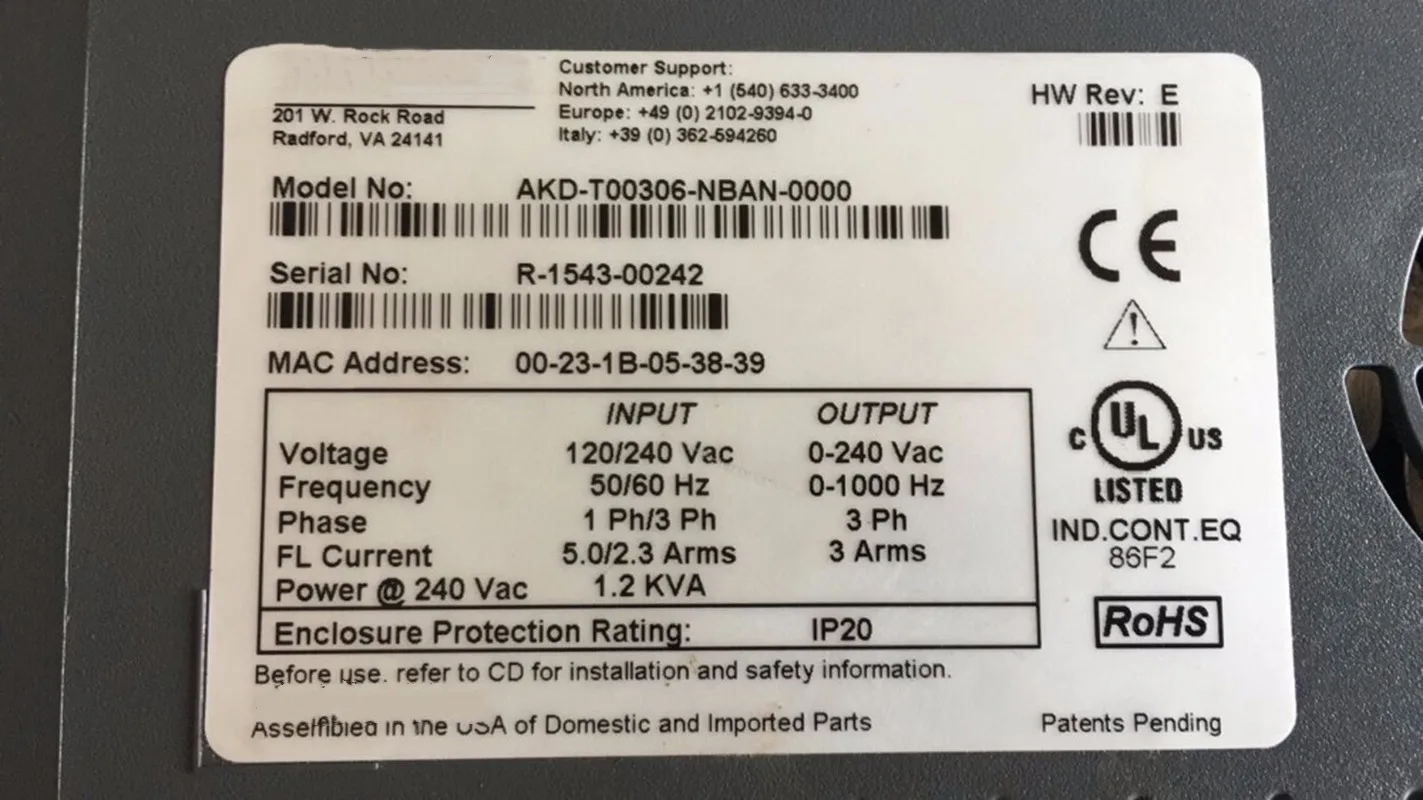 Customer Support:
North America: +1 (540) 633-3400
Europe: +49 (0) 2102-9394-0
Italy: +39 (0) 362-594260
201 W. Rock Road
Radford, VA 24141
HW Rev: E
Model No: AKD-T00306-NBAN-0000
Serial No: R-1543-00242
MAC Address: 00-23-1B-05-38-39
INPUT OUTPUT
Voltage 120/240 Vac 0-240 Vac
Frequency 50/60 Hz 0-1000 Hz
Phase 1 Ph/3 Ph 3 Ph
FL Current 5.0/2.3 Arms 3 Arms
Power @ 240 Vac 1.2 KVA
Enclosure Protection Rating: IP20
CE
C UL US
LISTED
IND.CONT.EQ
86F2
RoHS
Before use. refer to CD for installation and safety information.
in the USA of Domestic and Imported Parts
Patents Pending